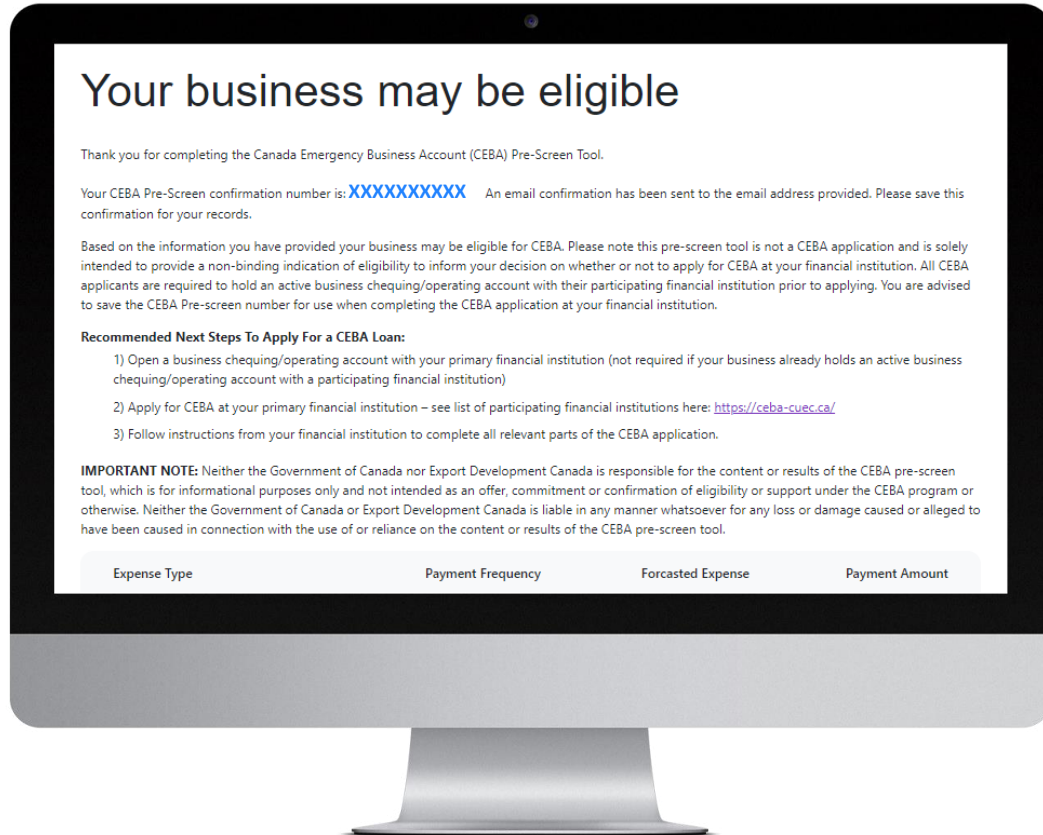 Your business may be eligible
Thank you for completing the Canada Emergency Business Account (CEBA) Pre-Screen Tool.
Your CEBA Pre-Screen confirmation number is: XXXXXXXXXX An email confirmation has been sent to the email address provided. Please save this
confirmation for your records.
Based on the information you have provided your business may be eligible for CEBA. Please note this pre-screen tool is not a CEBA application and is solely
intended to provide a non-binding indication of eligibility to inform your decision on whether or not to apply for CEBA at your financial institution. All CEBA
applicants are required to hold an active business chequing/operating account with their participating financial institution prior to applying. You are advised
to save the CEBA Pre-screen number for use when completing the CEBA application at your financial institution.
Recommended Next Steps To Apply For a CEBA Loan:
1) Open a business chequing/operating account with your primary financial institution (not required if your business already holds an active business
chequing/operating account with a participating financial institution)
2) Apply for CEBA at your primary financial institution – see list of participating financial institutions here: https://ceba-cuec.ca/
3) Follow instructions from your financial institution to complete all relevant parts of the CEBA application.
IMPORTANT NOTE: Neither the Government of Canada nor Export Development Canada is responsible for the content or results of the CEBA pre-screen
tool, which is for informational purposes only and not intended as an offer, commitment or confirmation of eligibility or support under the CEBA program or
otherwise. Neither the Government of Canada or Export Development Canada is liable in any manner whatsoever for any loss or damage caused or alleged to
have been caused in connection with the use of or reliance on the content or results of the CEBA pre-screen tool.
Expense Type Payment Frequency Forcasted Expense Payment Amount